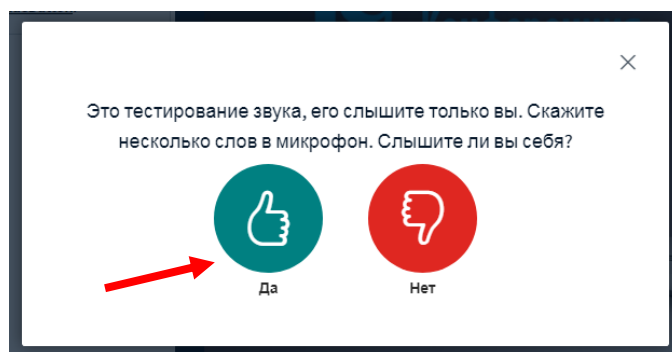 Это тестирование звука, его слышите только вы. Скажите
несколько слов в микрофон. Слышите ли вы себя?
Да
Нет